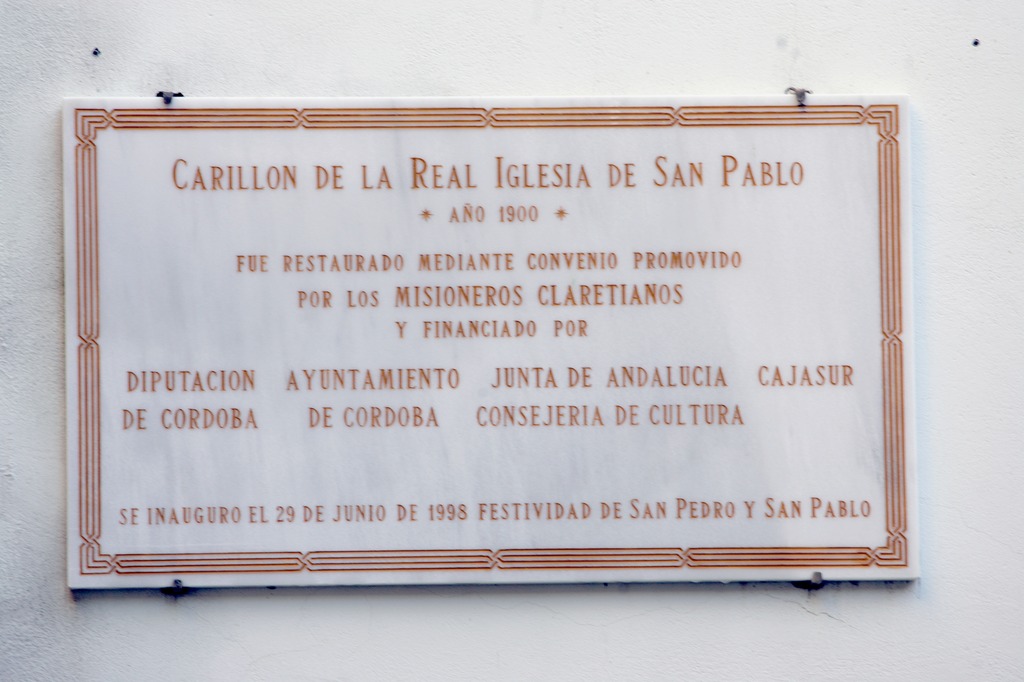 CARILLON DE LA REAL IGLESIA DE SAN PABLO
* AÑO 1900 *
FUE RESTAURADO MEDIANTE CONVENIO PROMOVIDO
POR LOS MISIONEROS CLARETIANOS
Y FINANCIADO POR
DIPUTACION AYUNTAMIENTO JUNTA DE ANDALUCIA CAJASUR
DE CORDOBA DE CORDOBA CONSEJERIA DE CULTURA
SE INAUGURO EL 29 DE JUNIO DE 1998 FESTIVIDAD DE SAN PEDRO Y SAN PABLO